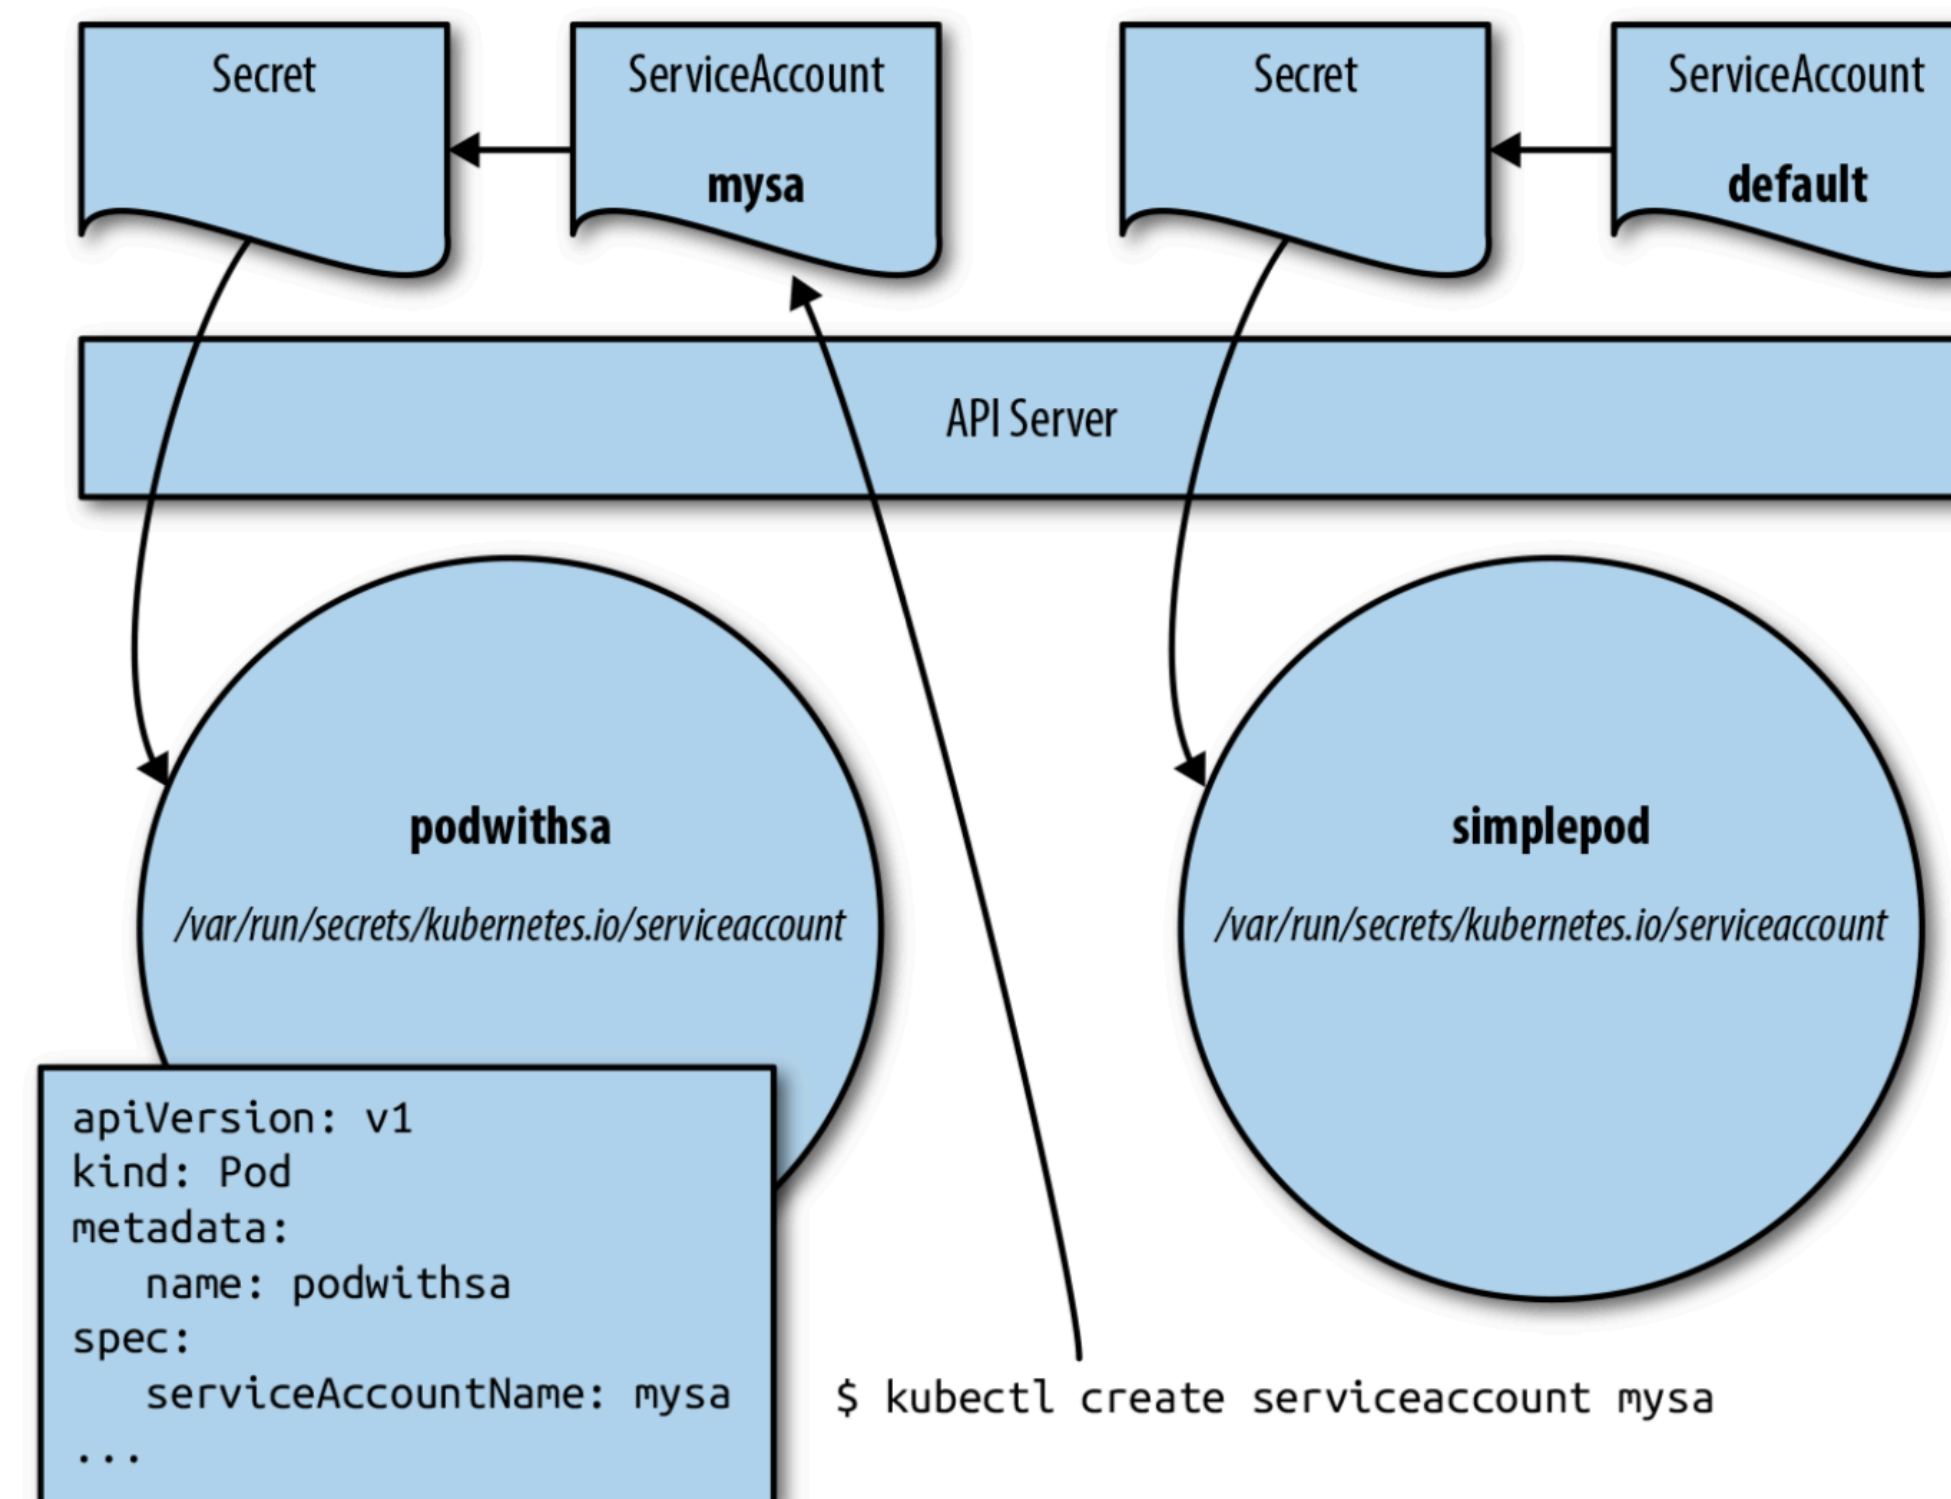 Secret
ServiceAccount
mysa
Secret
ServiceAccount
default
API Server
podwithsa
/var/run/secrets/kubernetes.io/serviceaccount
simplepod
/var/run/secrets/kubernetes.io/serviceaccount
apiVersion: v1
kind: Pod
metadata:
   name: podwithsa
spec:
   serviceAccountName: mysa
...
$ kubectl create serviceaccount mysa